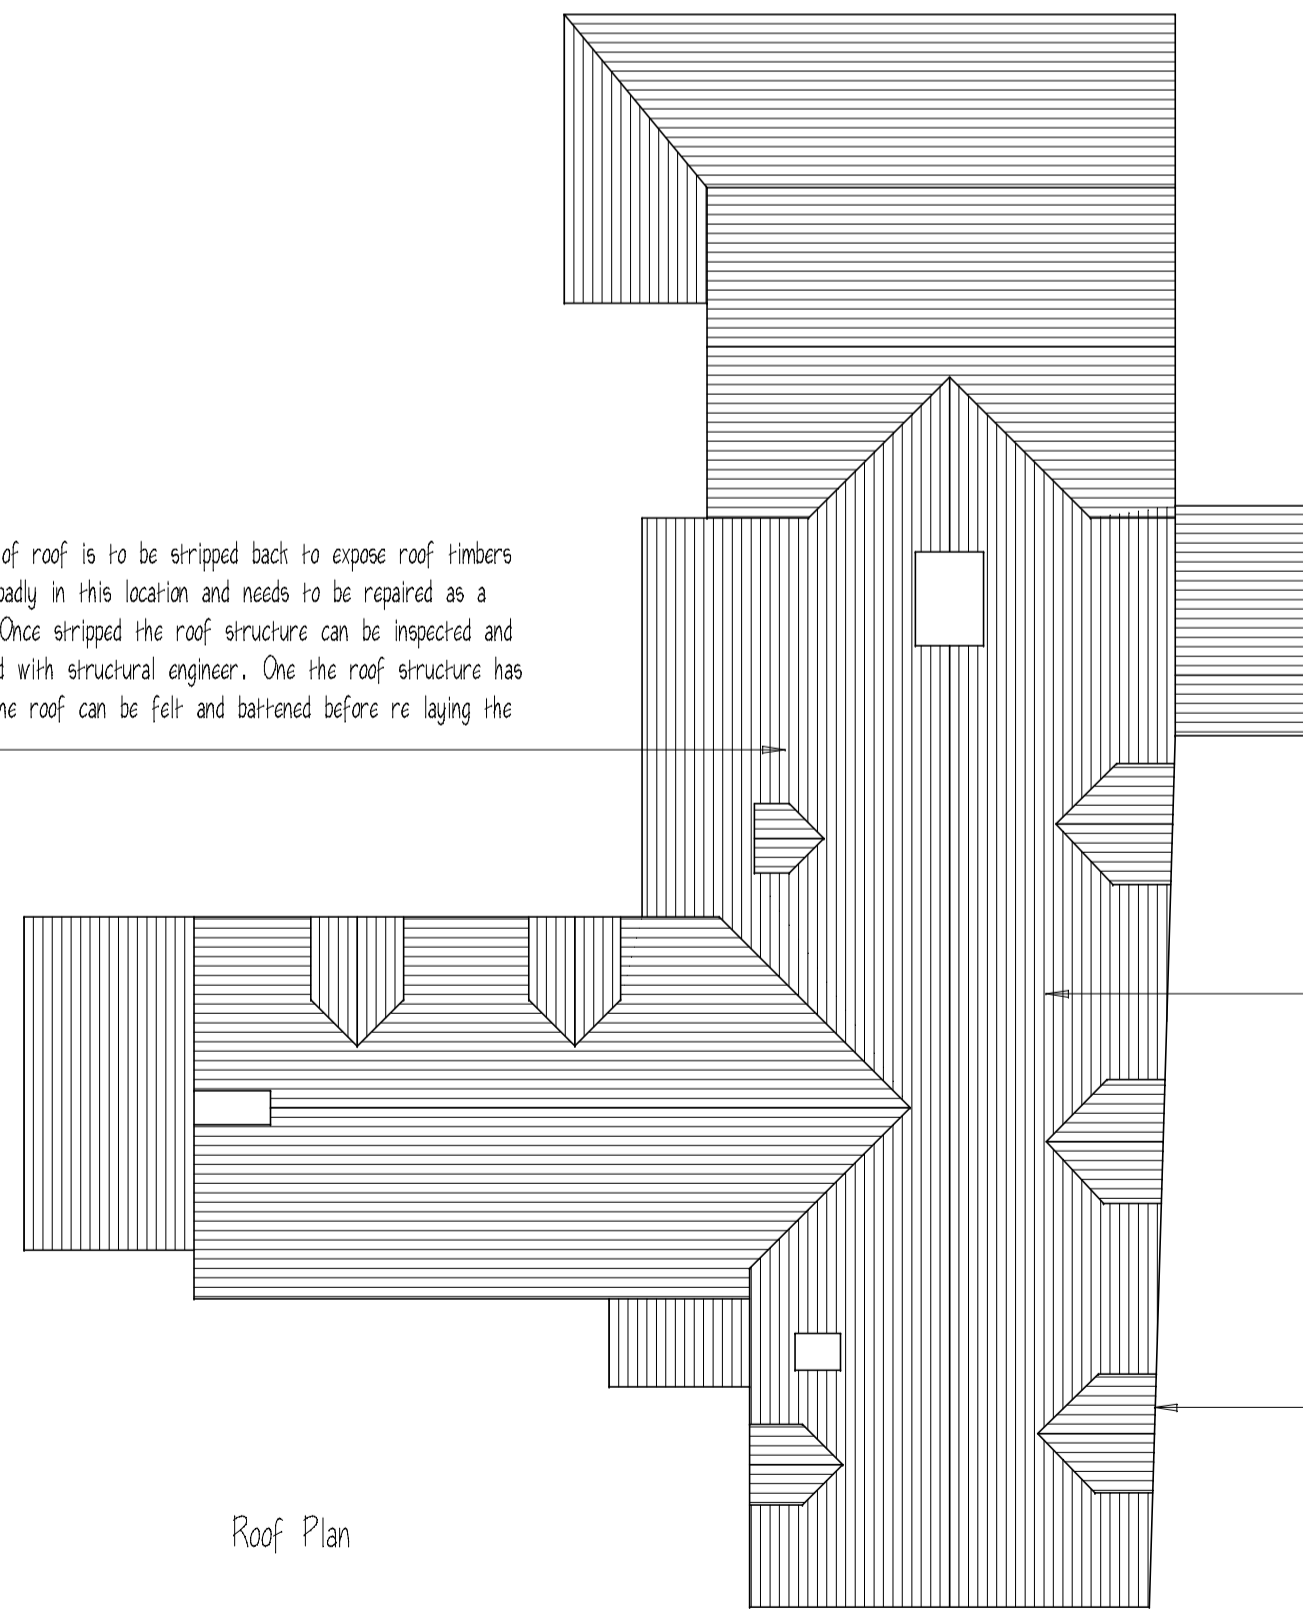 of roof is to be stripped back to expose roof timbers
badly in this location and needs to be repaired as a
Once stripped the roof structure can be inspected and
with structural engineer. One the roof structure has
roof can be felt and battened before re laying the
Roof Plan